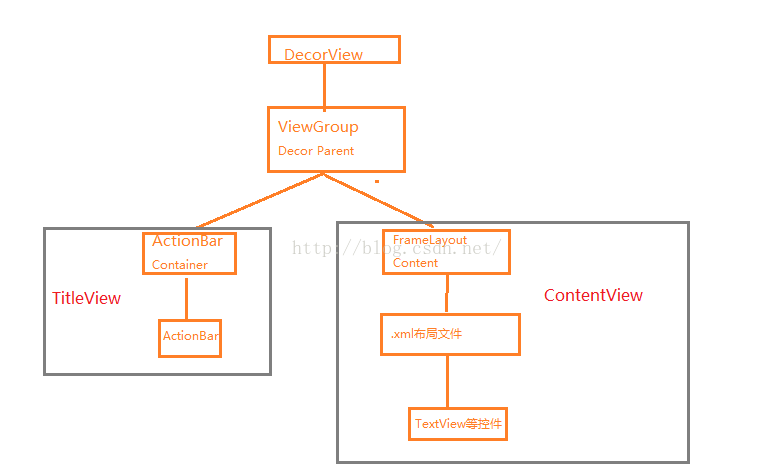 DecorView
ViewGroup
Decor Parent
ActionBar
Container
TitleView
ActionBar
http://blog.csdn.net/
FrameLayout
Content
ContentView
.xml布局文件
TextView等控件